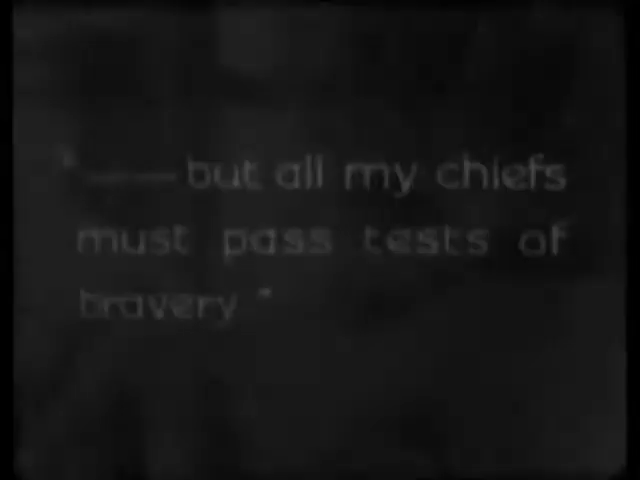 "——but all my chiefs
must pass tests of
bravery"